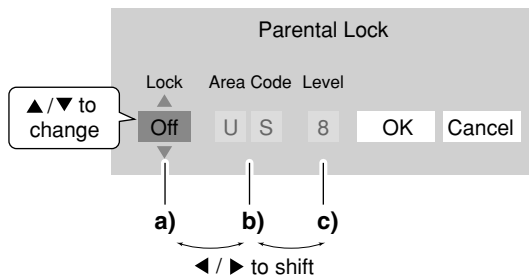 Parental Lock
Lock Area Code Level
▲/▼ to
change
Off U S 8 OK Cancel
a) b) c)
◀ / ▶ to shift